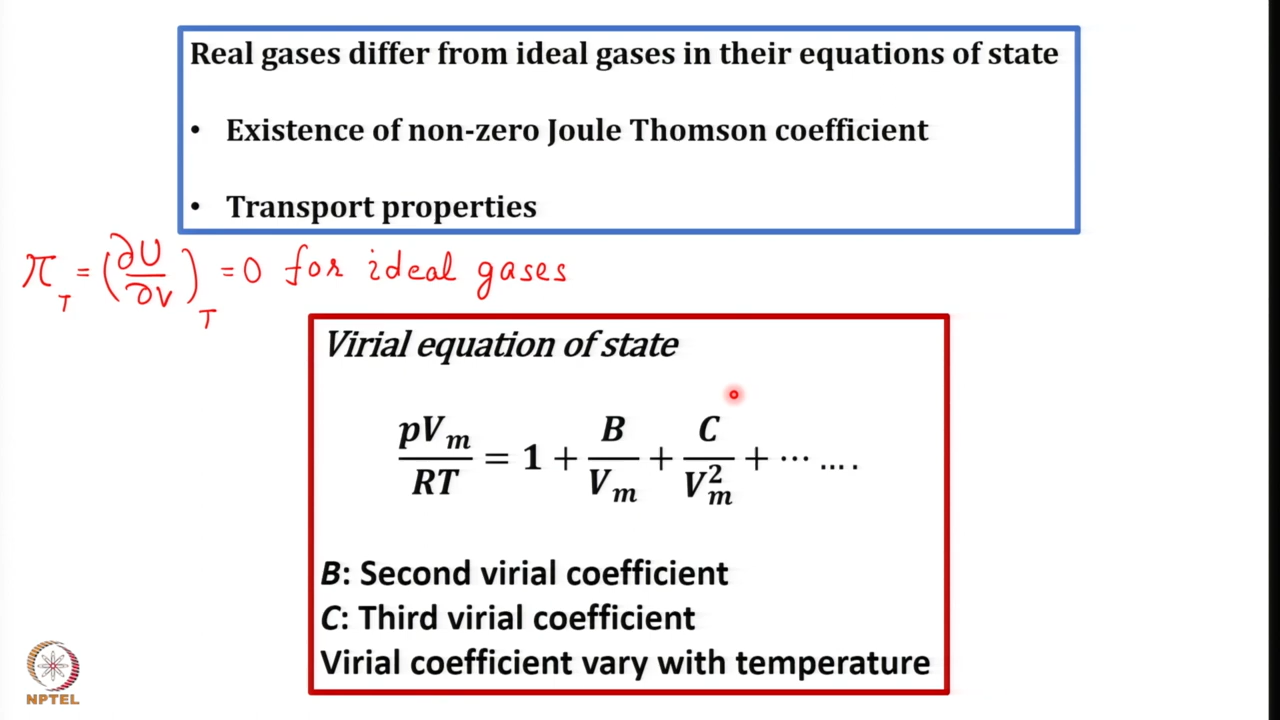 Real gases differ from ideal gases in their equations of state
• Existence of non-zero Joule Thomson coefficient
• Transport properties
π_T = (∂U/∂V)_T = 0 for ideal gases
Virial equation of state
pV_m/RT = 1 + B/V_m + C/V_m^2 + ⋯ ... .
B: Second virial coefficient
C: Third virial coefficient
Virial coefficient vary with temperature
NPTEL